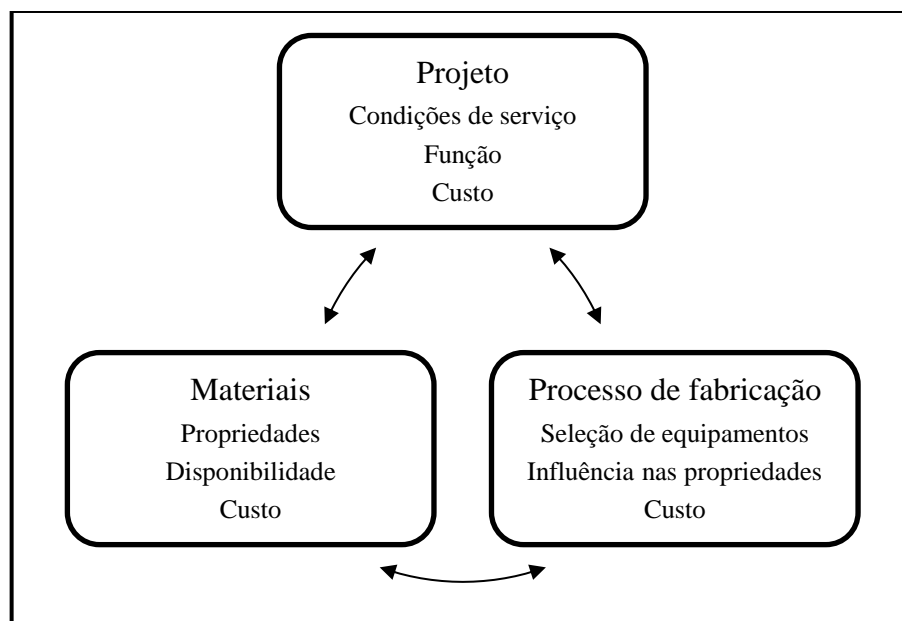 Projeto
Condições de serviço
Função
Custo
Materiais
Propriedades
Disponibilidade
Custo
Processo de fabricação
Seleção de equipamentos
Influência nas propriedades
Custo